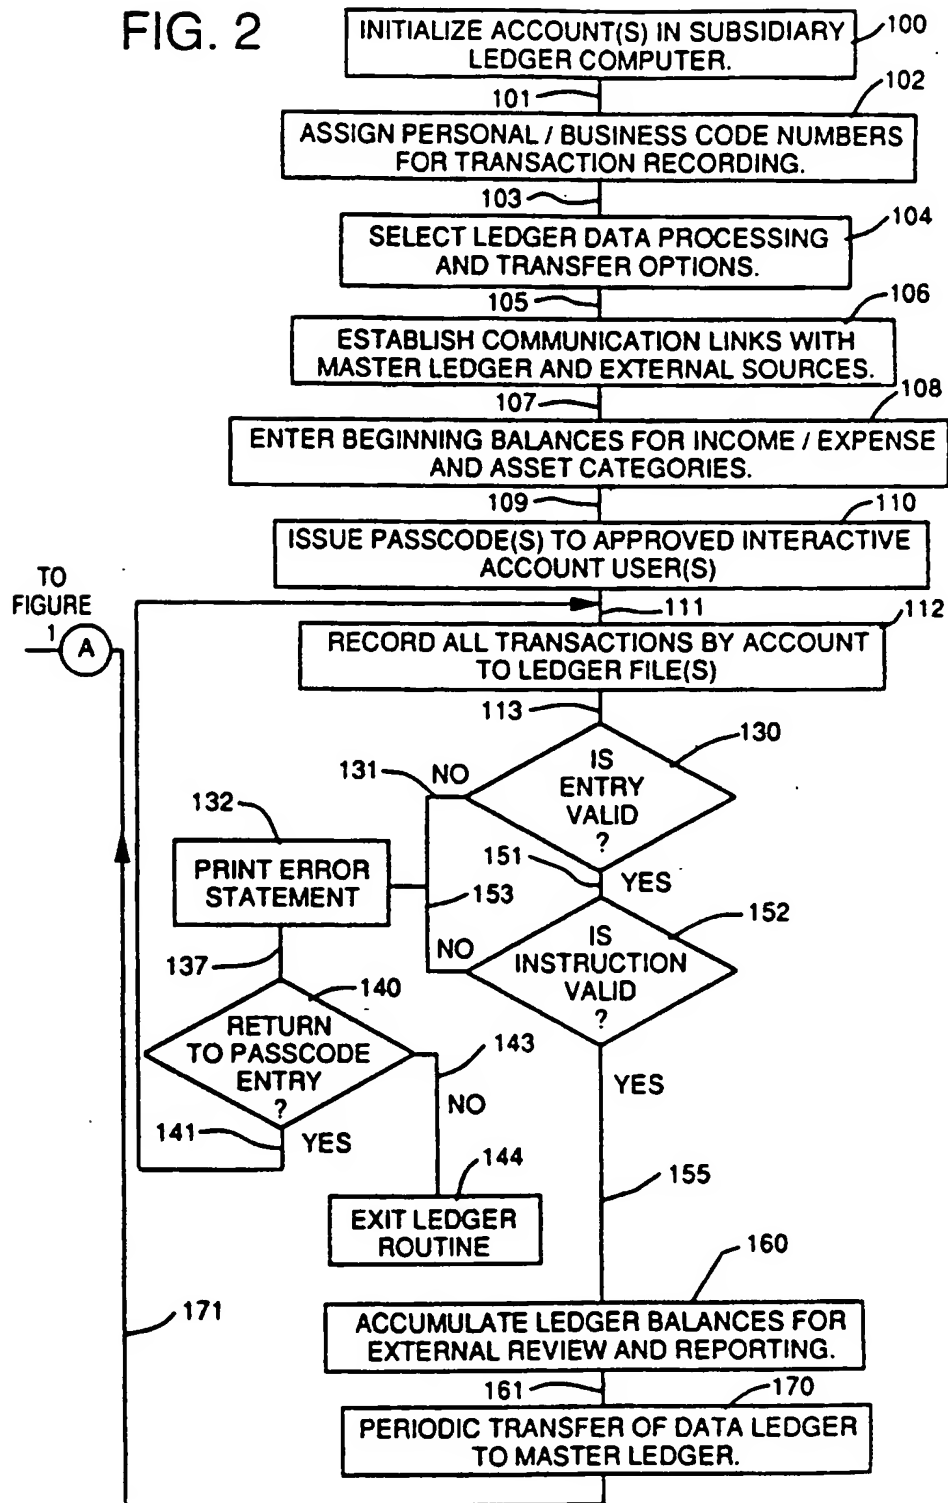 FIG. 2
INITIALIZE ACCOUNT(S) IN SUBSIDIARY
LEDGER COMPUTER.
100
101
102
ASSIGN PERSONAL / BUSINESS CODE NUMBERS
FOR TRANSACTION RECORDING.
103
104
SELECT LEDGER DATA PROCESSING
AND TRANSFER OPTIONS.
105
106
ESTABLISH COMMUNICATION LINKS WITH
MASTER LEDGER AND EXTERNAL SOURCES.
107
108
ENTER BEGINNING BALANCES FOR INCOME / EXPENSE
AND ASSET CATEGORIES.
109
110
ISSUE PASSCODE(S) TO APPROVED INTERACTIVE
ACCOUNT USER(S)
TO
FIGURE
1
A
111
112
RECORD ALL TRANSACTIONS BY ACCOUNT
TO LEDGER FILE(S)
113
130
IS
ENTRY
VALID
?
131
NO
132
PRINT ERROR
STATEMENT
151
YES
153
152
IS
INSTRUCTION
VALID
?
NO
137
140
RETURN
TO PASSCODE
ENTRY
?
143
NO
YES
141
YES
144
EXIT LEDGER
ROUTINE
155
160
171
ACCUMULATE LEDGER BALANCES FOR
EXTERNAL REVIEW AND REPORTING.
161
170
PERIODIC TRANSFER OF DATA LEDGER
TO MASTER LEDGER.